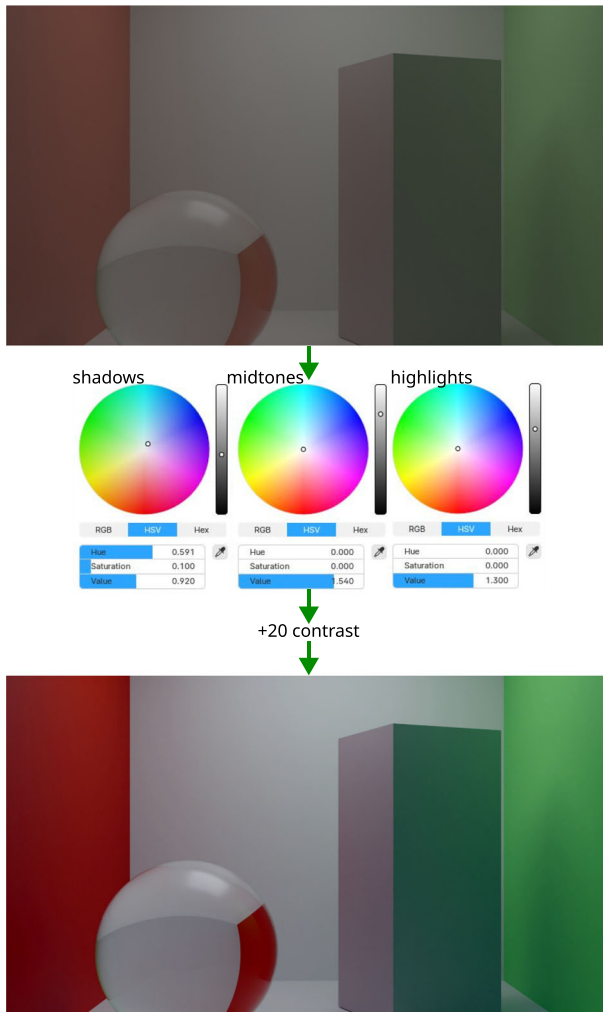 shadows midtones highlights
RGB HSV Hex RGB HSV Hex RGB HSV Hex
Hue 0.591 Hue 0.000 Hue 0.000
Saturation 0.100 Saturation 0.000 Saturation 0.000
Value 0.920 Value 1.540 Value 1.300
+20 contrast